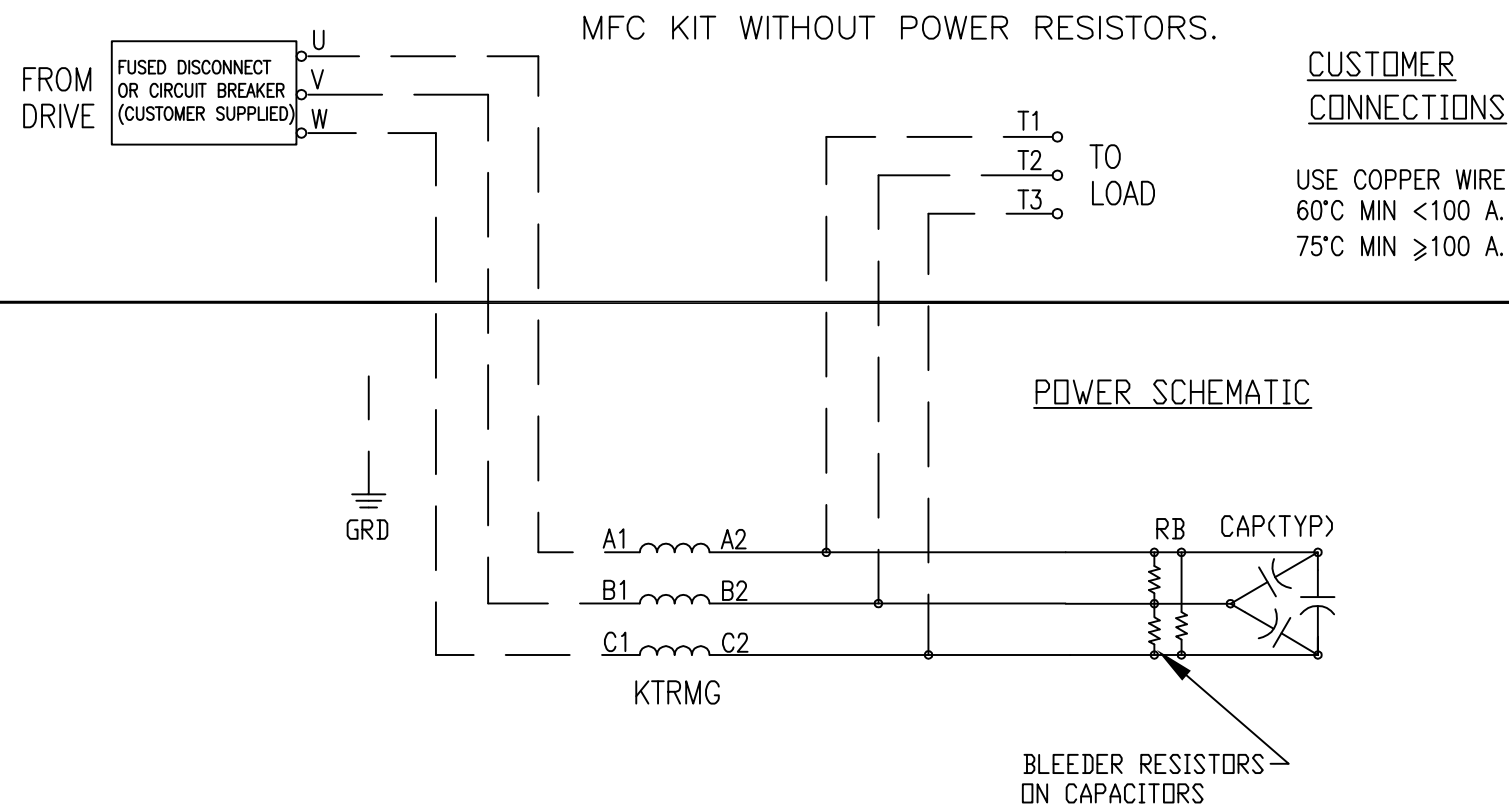 MFC KIT WITHOUT POWER RESISTORS.
FROM
DRIVE
FUSED DISCONNECT
OR CIRCUIT BREAKER
(CUSTOMER SUPPLIED)
U
V
W
T1
T2
T3
TO
LOAD
CUSTOMER
CONNECTIONS
USE COPPER WIRE
60°C MIN <100 A.
75°C MIN ⩾100 A.
POWER SCHEMATIC
GRD
A1 A2
B1 B2
C1 C2
KTRMG
RB
CAP(TYP)
BLEEDER RESISTORS
ON CAPACITORS